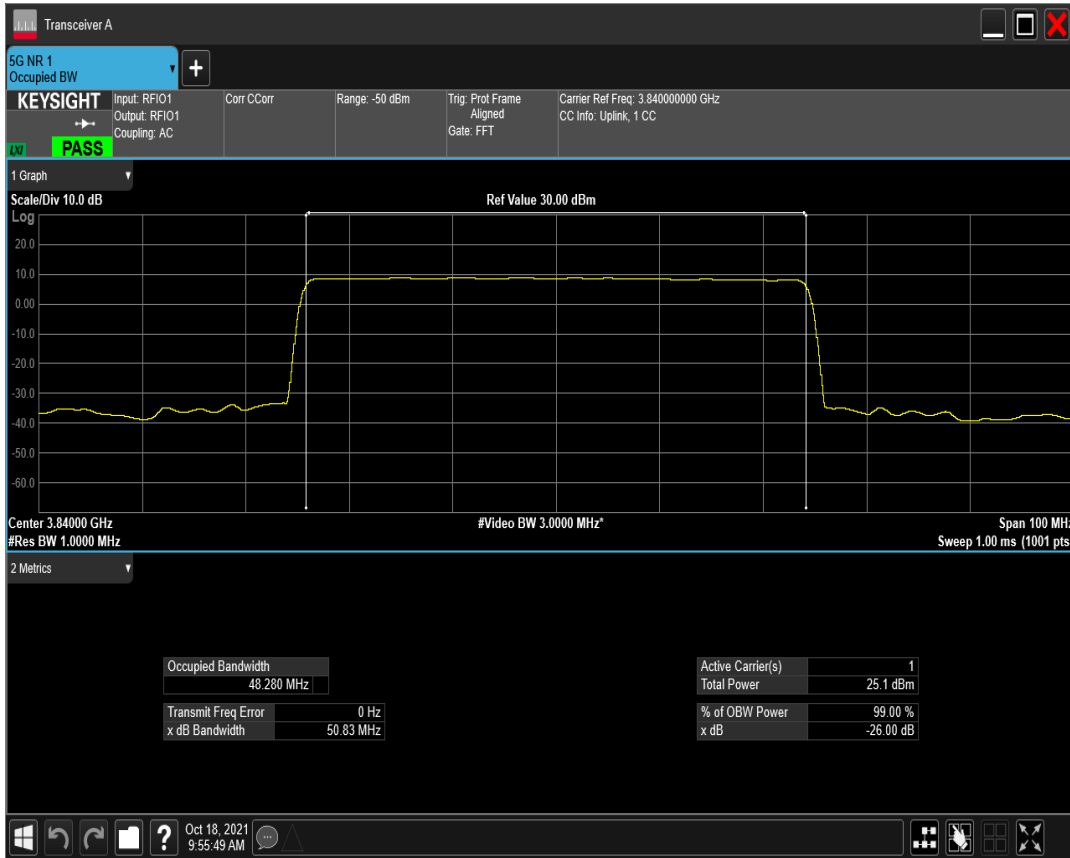 Transceiver A
5G NR 1
Occupied BW
KEYSIGHT
Input: RFIO1
Output: RFIO1
Coupling: AC
Corr CCorr
Range: -50 dBm
Trig: Prot Frame
Aligned
Gate: FFT
Carrier Ref Freq: 3.840000000 GHz
CC Info: Uplink, 1 CC
LXI
PASS
1 Graph
Scale/Div 10.0 dB
Ref Value 30.00 dBm
Log
20.0
10.0
0.00
-10.0
-20.0
-30.0
-40.0
-50.0
-60.0
Center 3.84000 GHz
#Video BW 3.0000 MHz*
Span 100 MHz
#Res BW 1.0000 MHz
Sweep 1.00 ms (1001 pts
2 Metrics
Occupied Bandwidth
48.280 MHz
Transmit Freq Error 0 Hz
x dB Bandwidth 50.83 MHz
Active Carrier(s) 1
Total Power 25.1 dBm
% of OBW Power 99.00 %
x dB -26.00 dB
?
Oct 18, 2021
9:55:49 AM